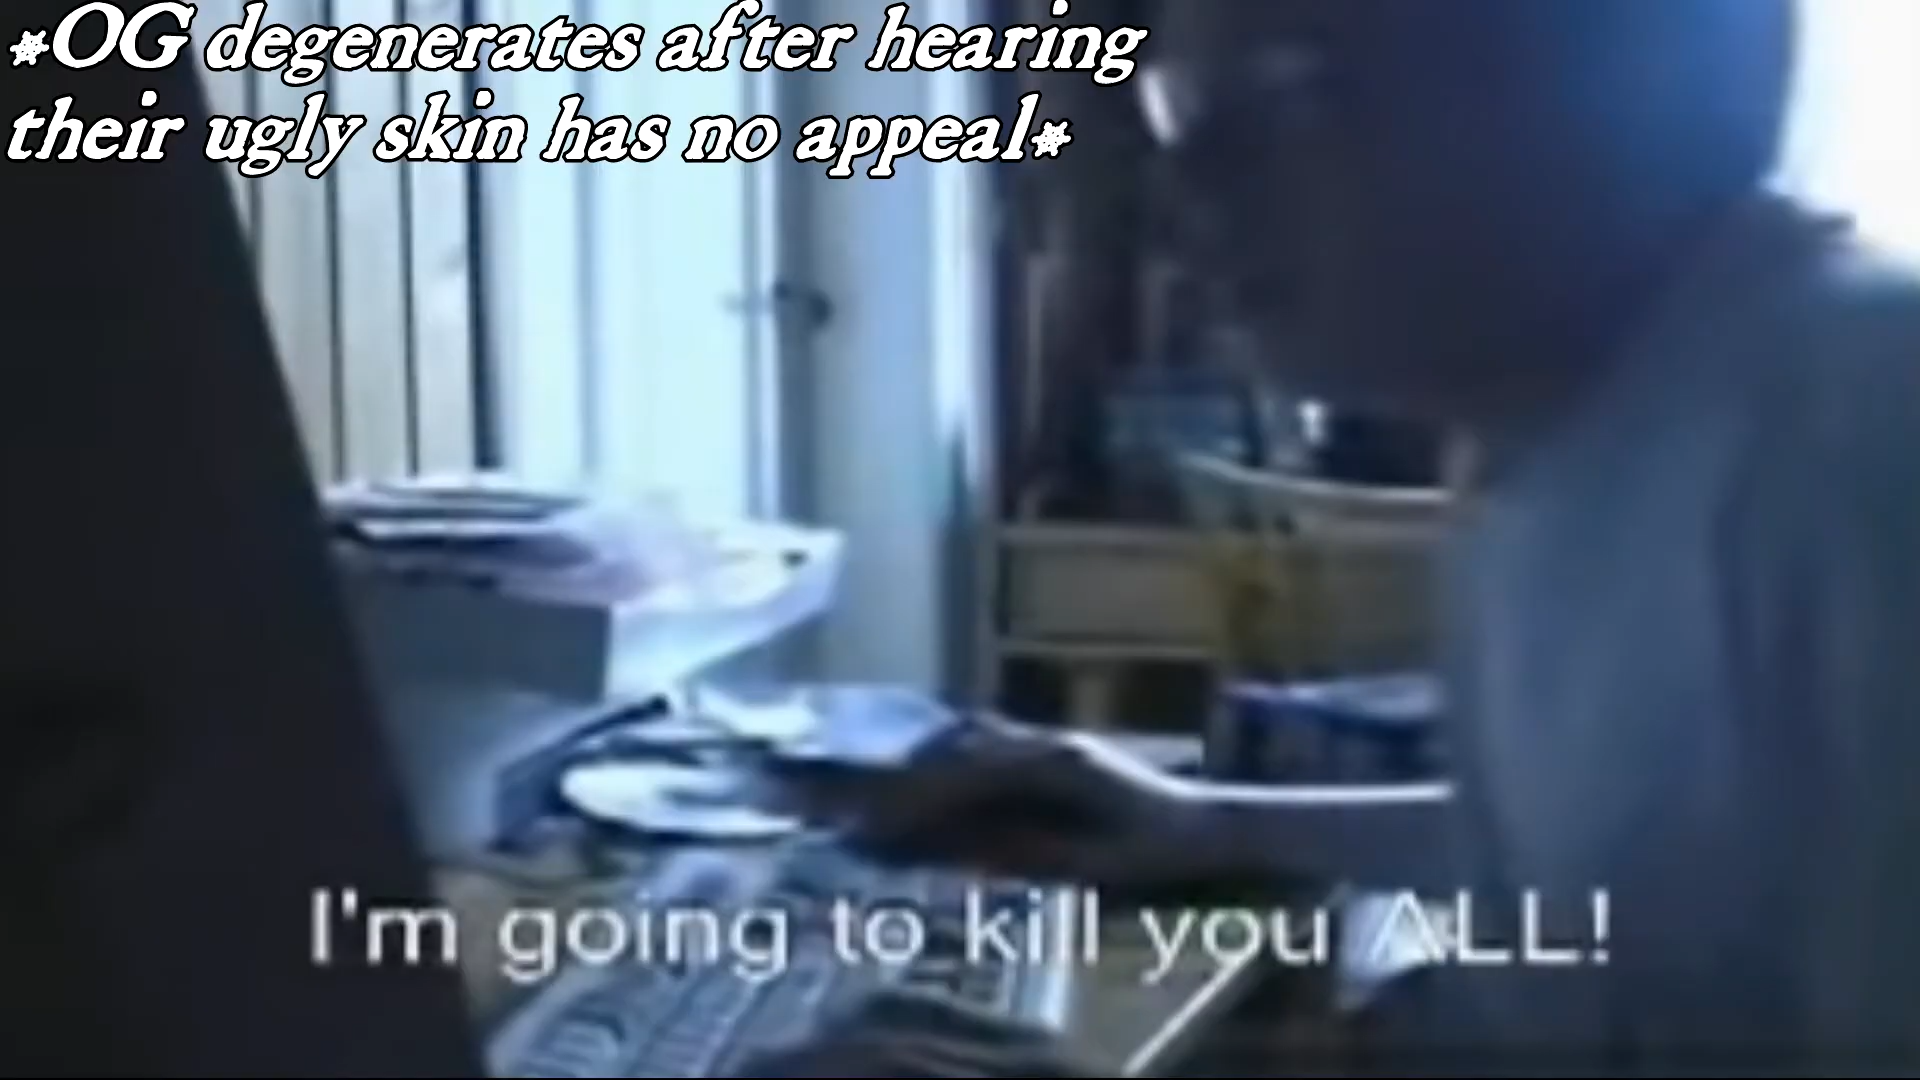 *OG degenerates after hearing
their ugly skin has no appeal*
I'm going to kill you ALL!